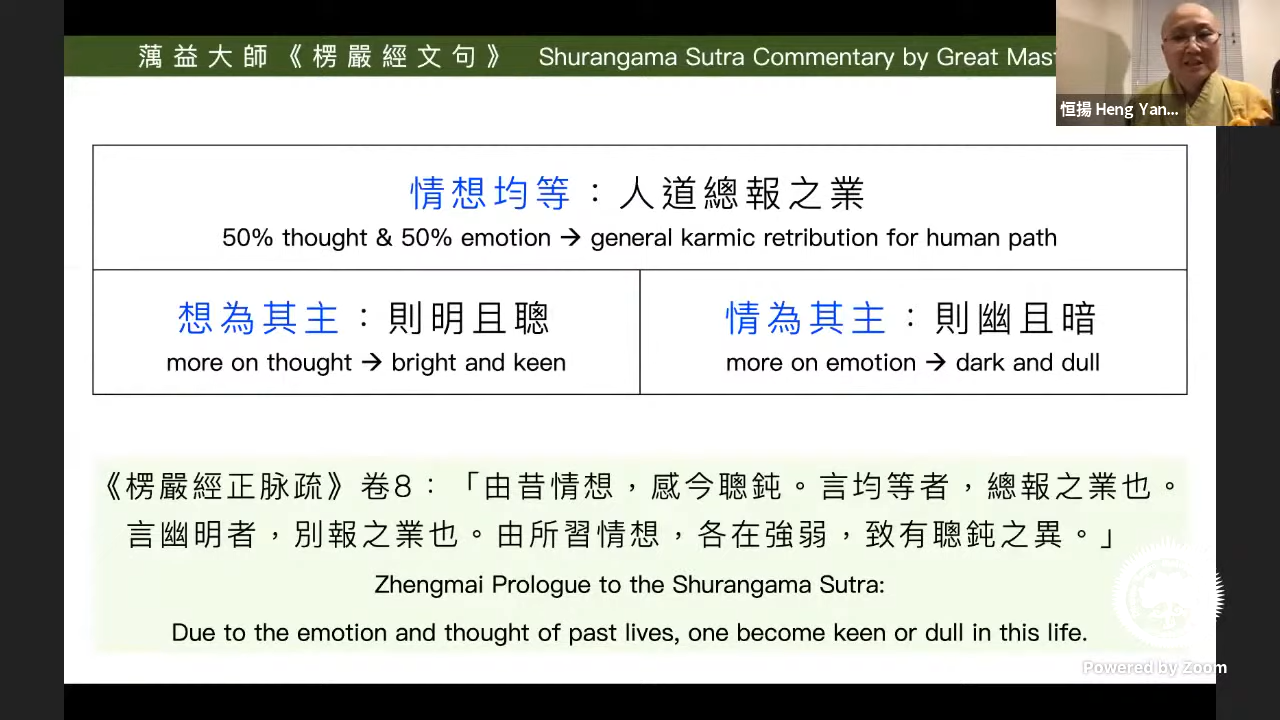 蕅益大師《楞嚴經文句》 Shurangama Sutra Commentary by Great Mas
恒揚 Heng Yan...
情想均等：人道總報之業
50% thought & 50% emotion → general karmic retribution for human path
想為其主：則明且聰
more on thought → bright and keen
情為其主：則幽且暗
more on emotion → dark and dull
《楞嚴經正脉疏》卷8：「由昔情想，感今聰鈍。言均等者，總報之業也。
言幽明者，別報之業也。由所習情想，各在強弱，致有聰鈍之異。」
Zhengmai Prologue to the Shurangama Sutra:
Due to the emotion and thought of past lives, one become keen or dull in this life.
Powered by Zoom